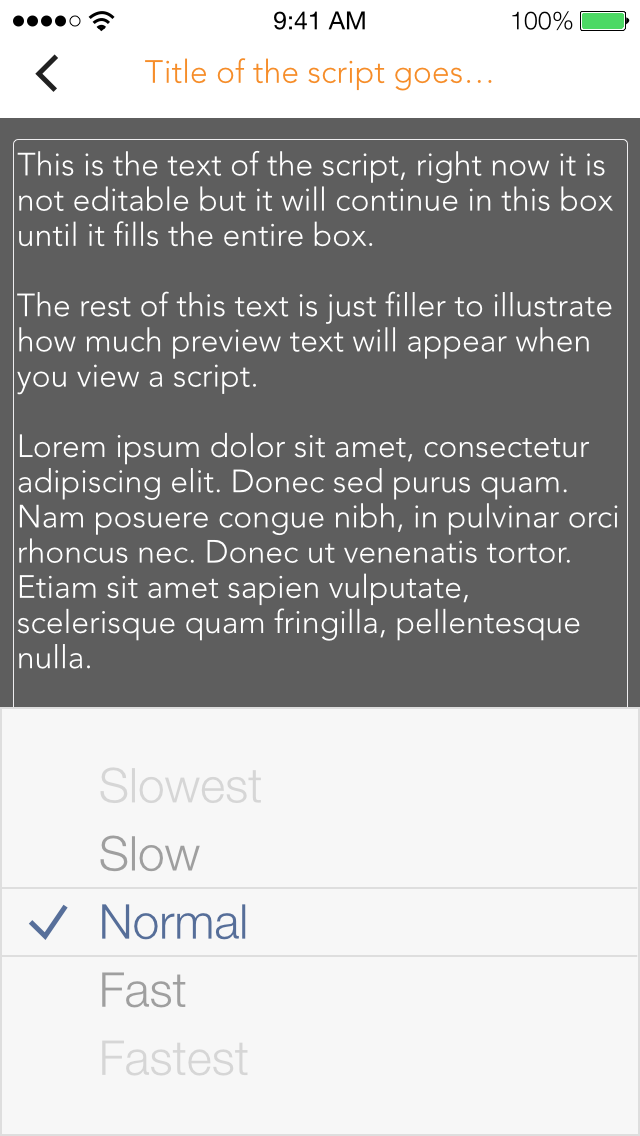 9:41 AM 100%
Title of the script goes...
This is the text of the script, right now it is
not editable but it will continue in this box
until it fills the entire box.
The rest of this text is just filler to illustrate
how much preview text will appear when
you view a script.
Lorem ipsum dolor sit amet, consectetur
adipiscing elit. Donec sed purus quam.
Nam posuere congue nibh, in pulvinar orci
rhoncus nec. Donec ut venenatis tortor.
Etiam sit amet sapien vulputate,
scelerisque quam fringilla, pellentesque
nulla.
Slowest
Slow
Normal
Fast
Fastest